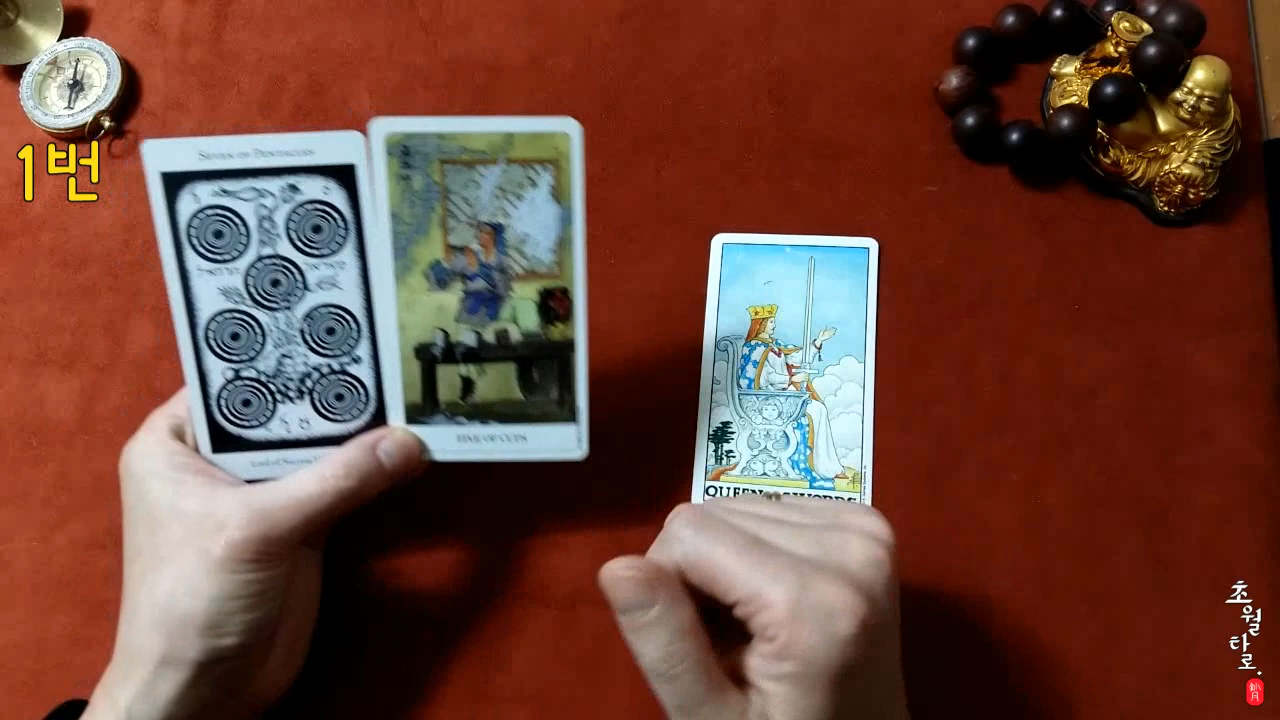 1번
SEVEN OF PENTACLES
FIVE OF CUPS
QUEEN OF SWORDS
초월
타로.